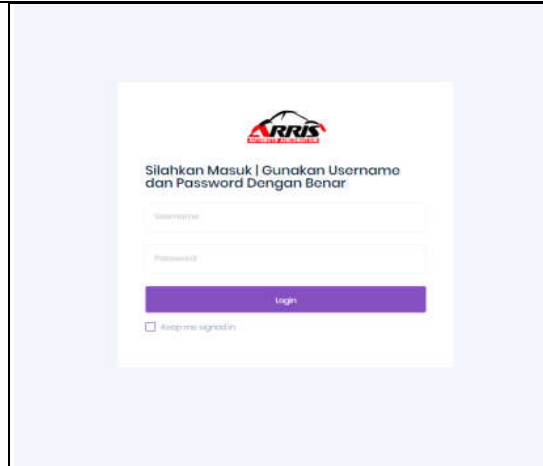 ARRIS
Silahkan Masuk | Gunakan Username
dan Password Dengan Benar
Username
Password
Login
Keep me signed in